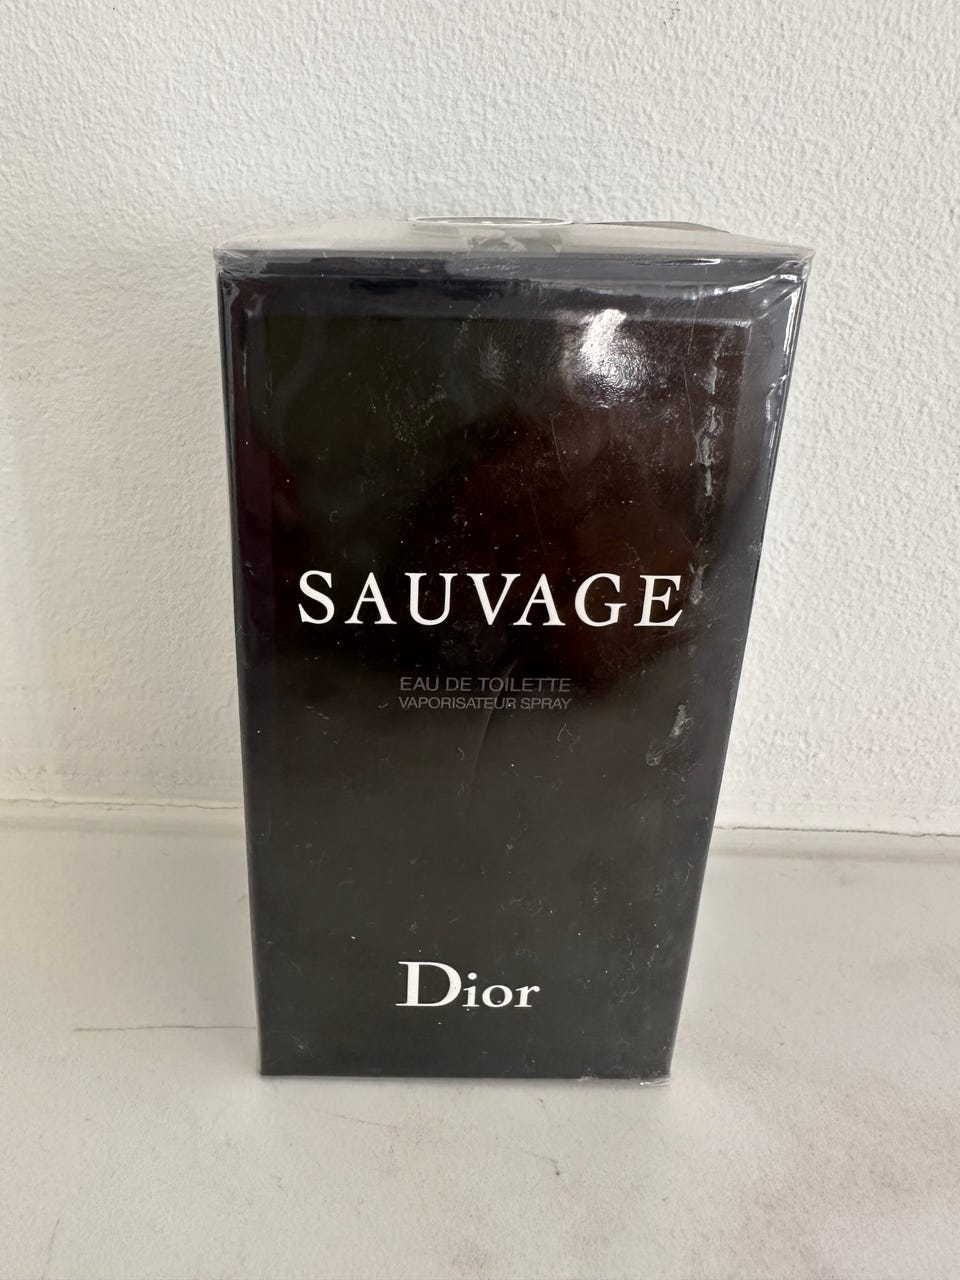 SAUVAGE
EAU DE TOILETTE
VAPORISATEUR SPRAY
Dior